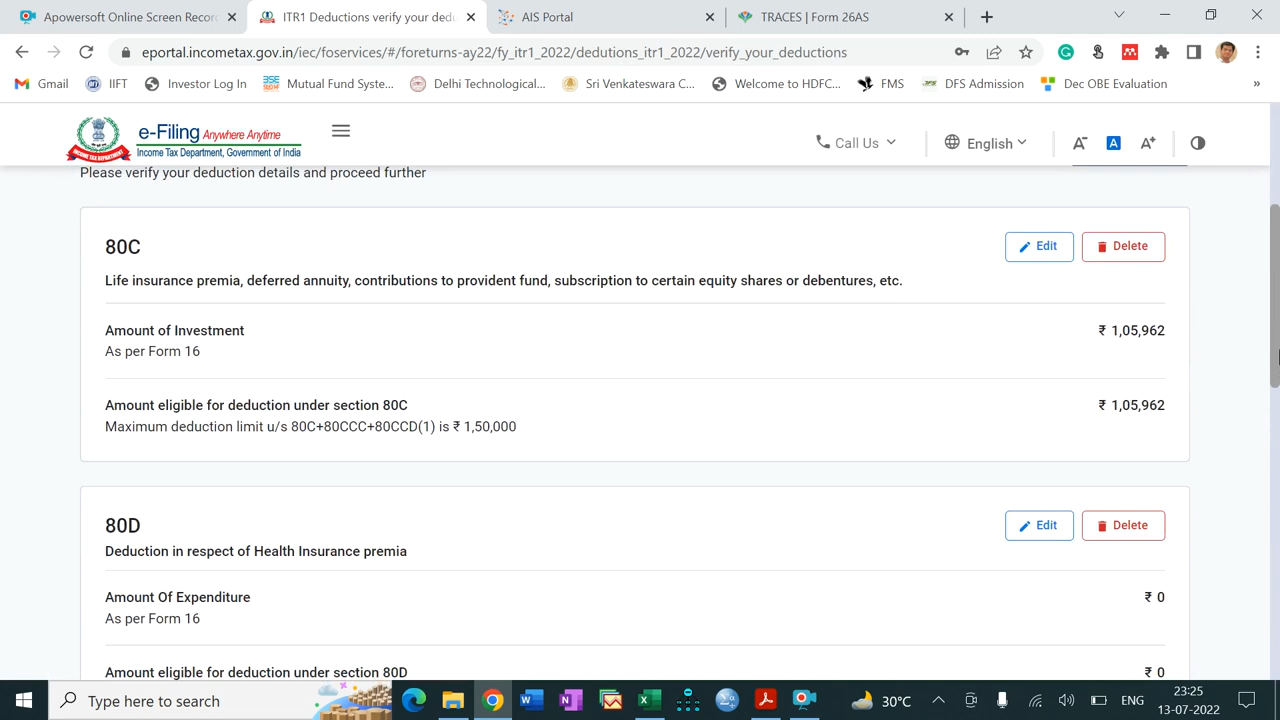 Apowersoft Online Screen Recor
ITR1 Deductions verify your dedu
AIS Portal
TRACES | Form 26AS
eportal.incometax.gov.in/iec/foservices/#/foreturns-ay22/fy_itr1_2022/dedutions_itr1_2022/verify_your_deductions
Gmail
IIFT
Investor Log In
Mutual Fund Syste...
Delhi Technological...
Sri Venkateswara C...
Welcome to HDFC...
FMS
DFS Admission
Dec OBE Evaluation
»
e-Filing Anywhere Anytime
Income Tax Department, Government of India
Call Us
English
A-
A
A+
Please verify your deduction details and proceed further
80C
Edit
Delete
Life insurance premia, deferred annuity, contributions to provident fund, subscription to certain equity shares or debentures, etc.
Amount of Investment
₹ 1,05,962
As per Form 16
Amount eligible for deduction under section 80C
₹ 1,05,962
Maximum deduction limit u/s 80C+80CCC+80CCD(1) is ₹ 1,50,000
80D
Edit
Delete
Deduction in respect of Health Insurance premia
Amount Of Expenditure
₹ 0
As per Form 16
Amount eligible for deduction under section 80D
₹ 0
Type here to search
30°C
ENG
23:25
13-07-2022